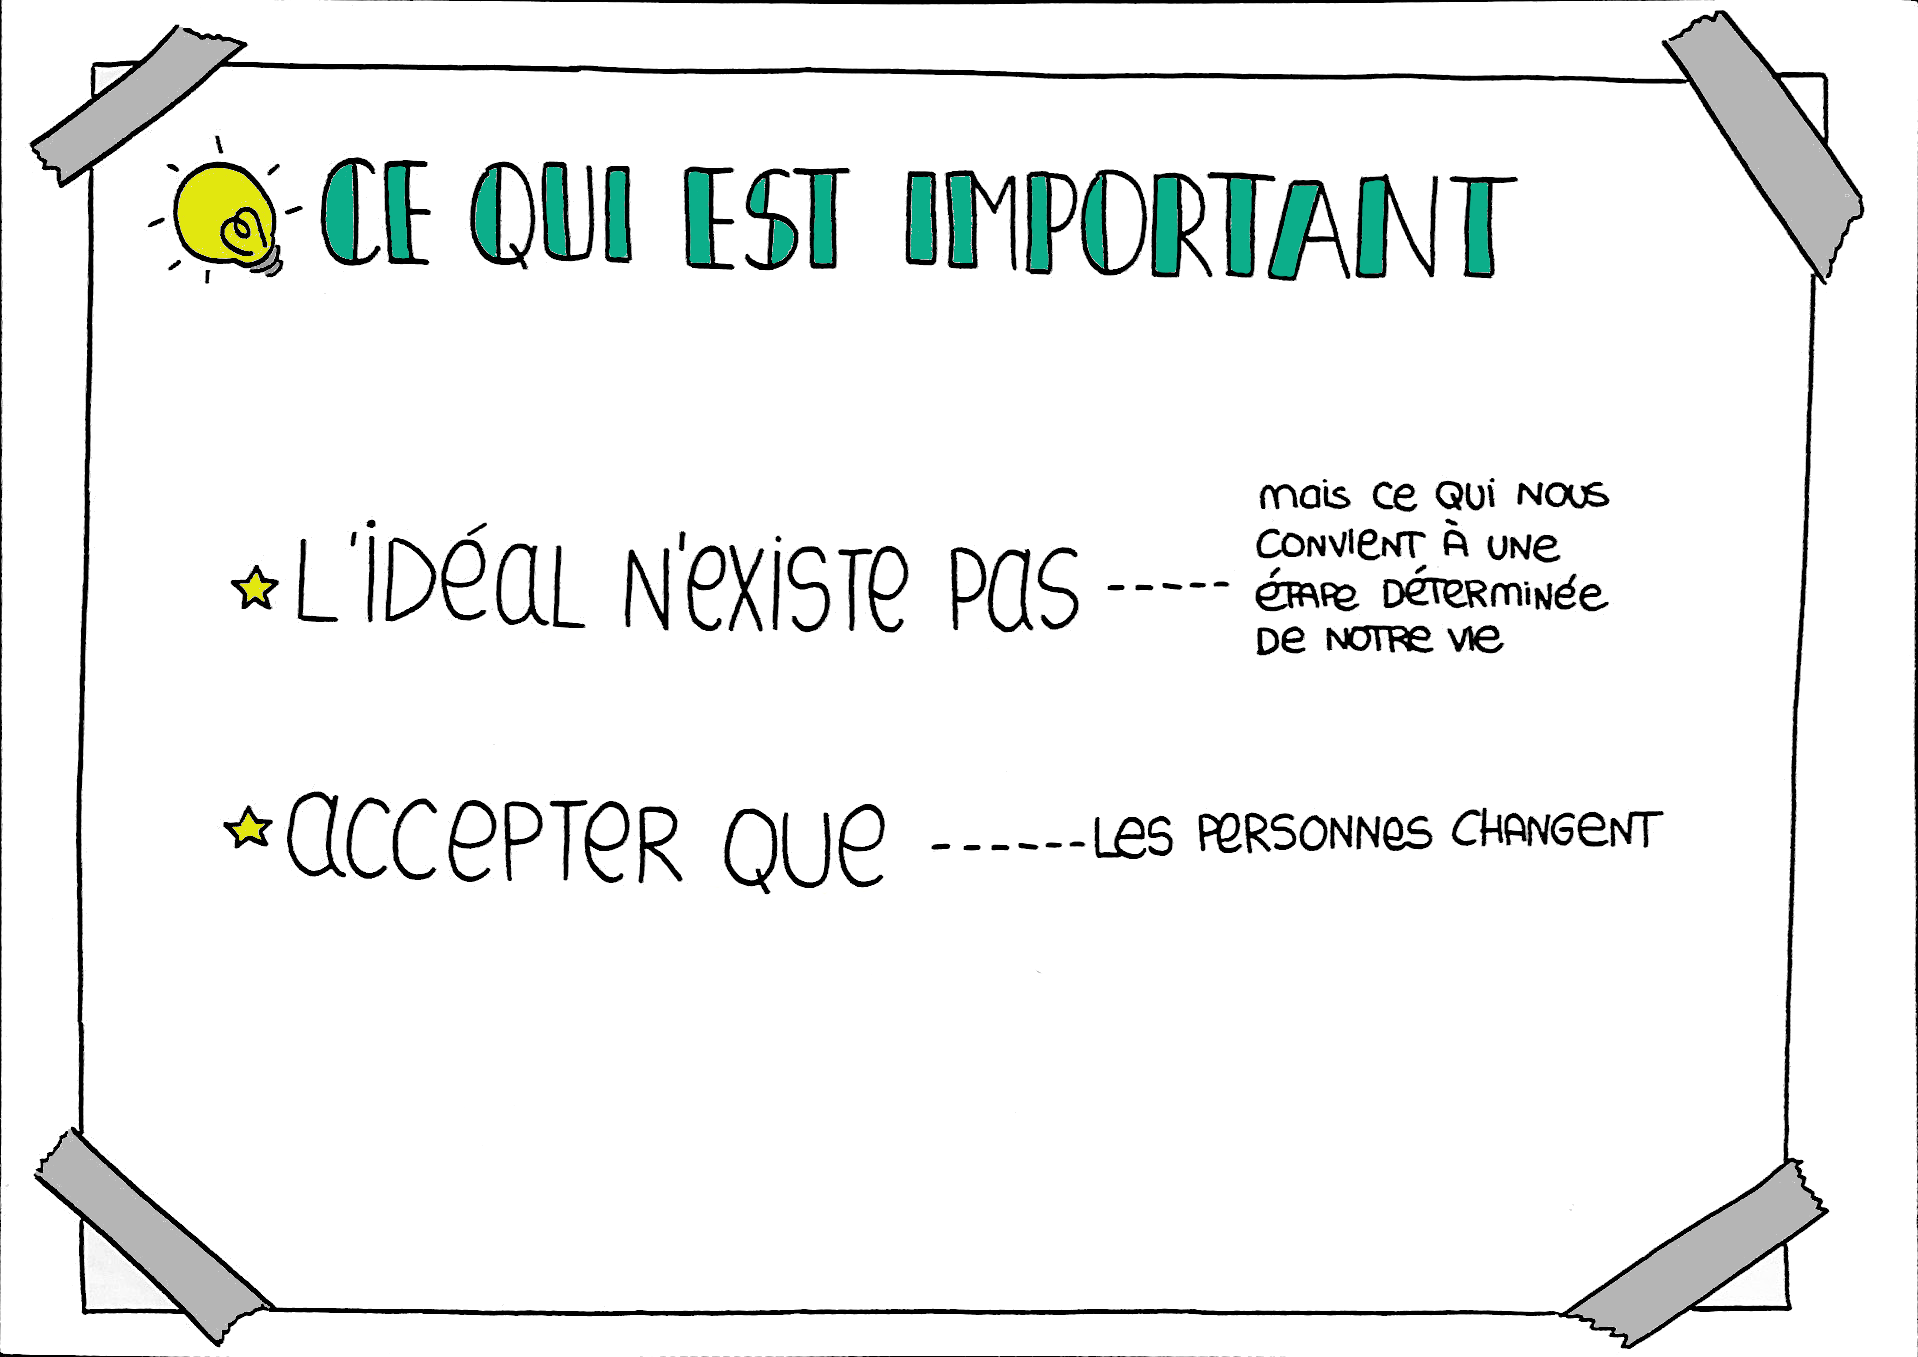 CE QUI EST IMPORTANT
L'idéal n'existe pas ----- mais ce qui nous
convient à une
étape déterminée
de notre vie
accepter que ------ les personnes changent